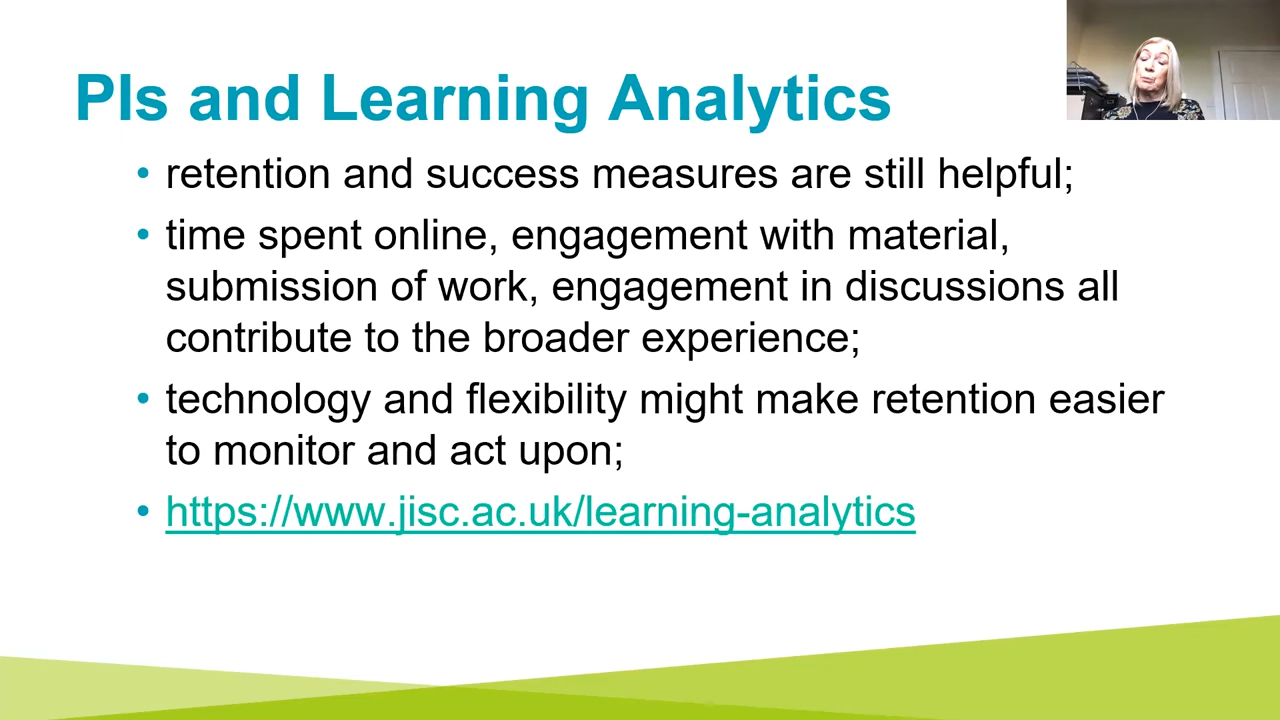 PIs and Learning Analytics
• retention and success measures are still helpful;
• time spent online, engagement with material,
submission of work, engagement in discussions all
contribute to the broader experience;
• technology and flexibility might make retention easier
to monitor and act upon;
• https://www.jisc.ac.uk/learning-analytics